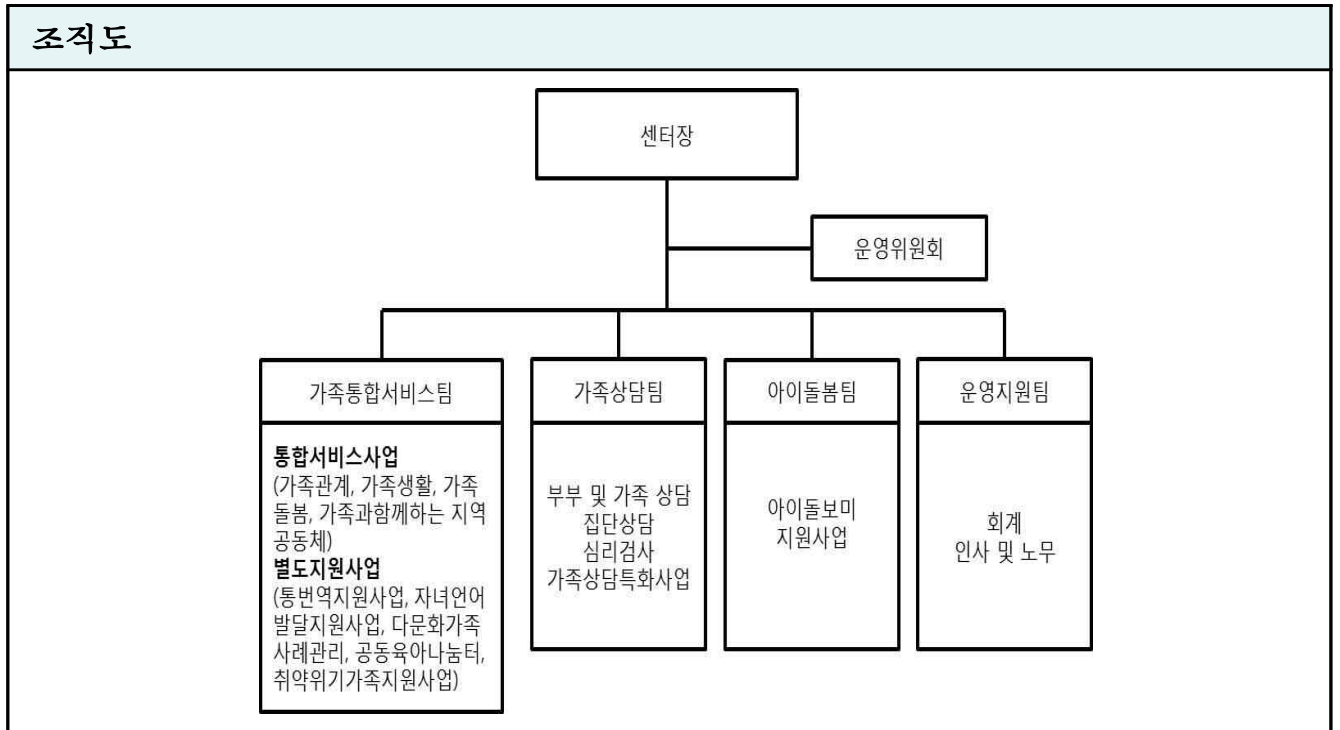 조직도
센터장
운영위원회
가족통합서비스팀
통합서비스사업
(가족관계, 가족생활, 가족
돌봄, 가족과함께하는 지역
공동체)
별도지원사업
(통번역지원사업, 자녀언어
발달지원사업, 다문화가족
사례관리, 공동육아나눔터,
취약위기가족지원사업)
가족상담팀
부부 및 가족 상담
집단상담
심리검사
가족상담특화사업
아이돌봄팀
아이돌보미
지원사업
운영지원팀
회계
인사 및 노무